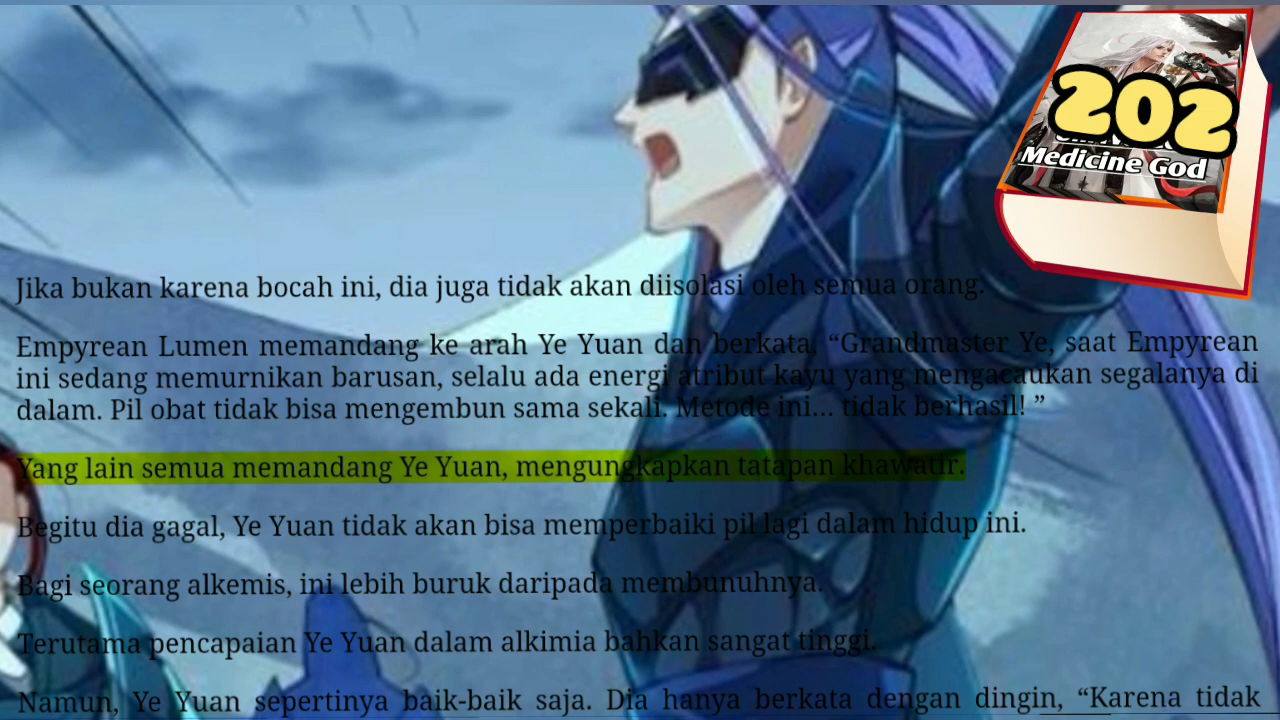 202
Medicine God
Jika bukan karena bocah ini, dia juga tidak akan diisolasi oleh semua orang.
Empyrean Lumen memandang ke arah Ye Yuan dan berkata, “Grandmaster Ye, saat Empyrean
ini sedang memurnikan barusan, selalu ada energi atribut kayu yang mengacaukan segalanya di
dalam. Pil obat tidak bisa mengembun sama sekali. Metode ini... tidak berhasil! ”
Yang lain semua memandang Ye Yuan, mengungkapkan tatapan khawatir.
Begitu dia gagal, Ye Yuan tidak akan bisa memperbaiki pil lagi dalam hidup ini.
Bagi seorang alkemis, ini lebih buruk daripada membunuhnya.
Terutama pencapaian Ye Yuan dalam alkimia bahkan sangat tinggi.
Namun, Ye Yuan sepertinya baik-baik saja. Dia hanya berkata dengan dingin, “Karena tidak